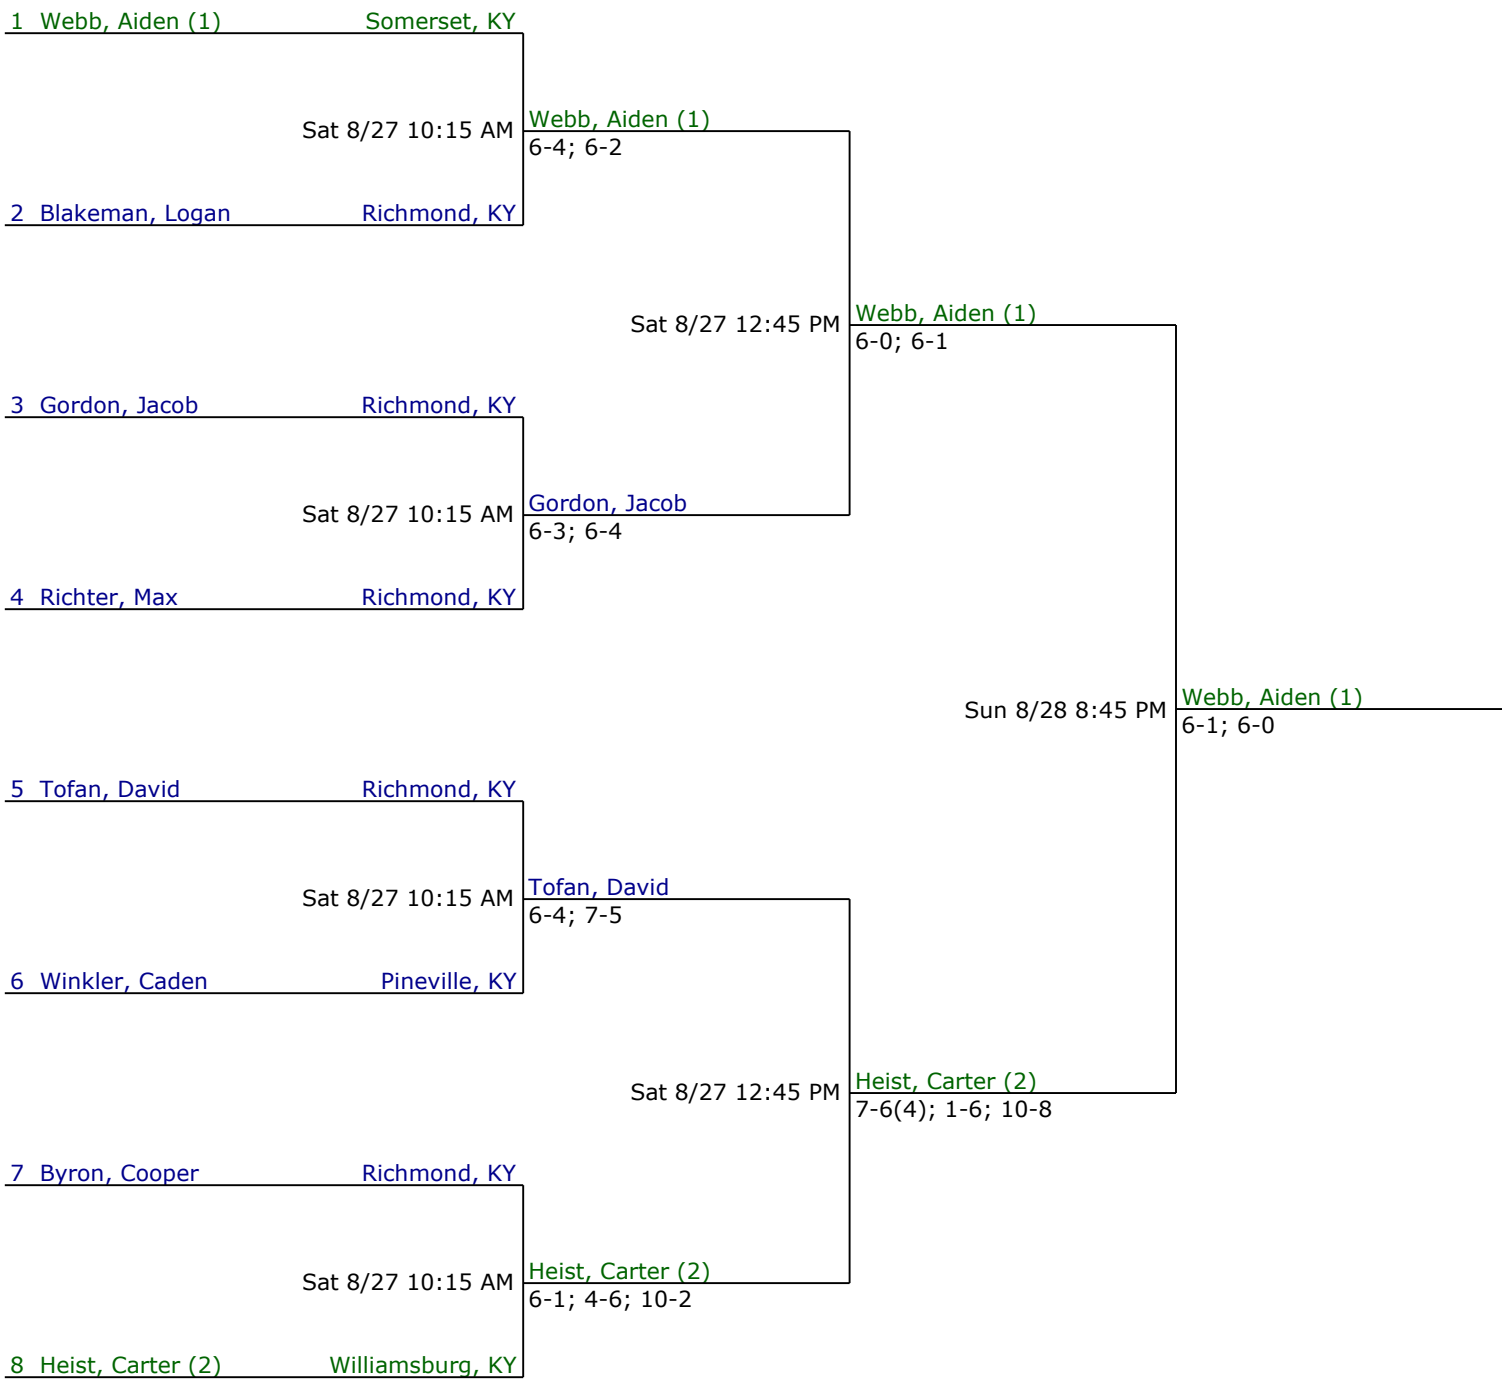 1 Webb, Aiden (1) Somerset, KY
Webb, Aiden (1)
Sat 8/27 10:15 AM
6-4; 6-2
2 Blakeman, Logan Richmond, KY
Webb, Aiden (1)
Sat 8/27 12:45 PM
6-0; 6-1
3 Gordon, Jacob Richmond, KY
Gordon, Jacob
Sat 8/27 10:15 AM
6-3; 6-4
4 Richter, Max Richmond, KY
Webb, Aiden (1)
Sun 8/28 8:45 PM
6-1; 6-0
5 Tofan, David Richmond, KY
Tofan, David
Sat 8/27 10:15 AM
6-4; 7-5
6 Winkler, Caden Pineville, KY
Heist, Carter (2)
Sat 8/27 12:45 PM
7-6(4); 1-6; 10-8
7 Byron, Cooper Richmond, KY
Heist, Carter (2)
Sat 8/27 10:15 AM
6-1; 4-6; 10-2
8 Heist, Carter (2) Williamsburg, KY